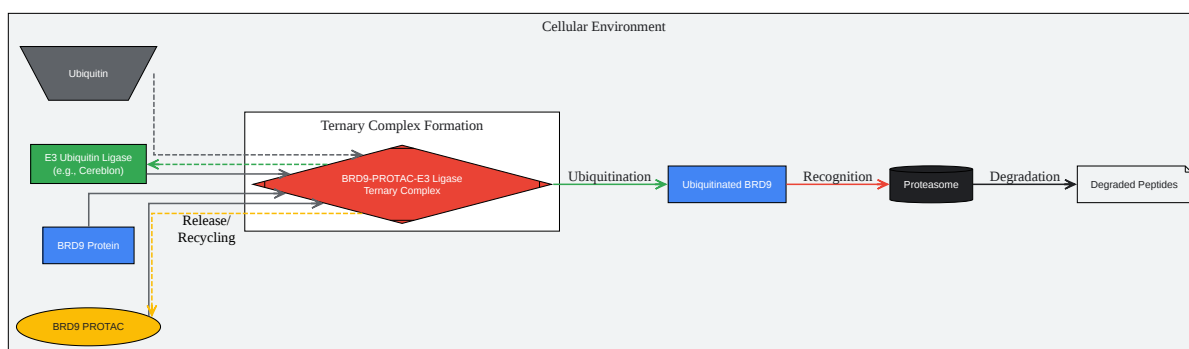 Cellular Environment
Ubiquitin
Ternary Complex Formation
E3 Ubiquitin Ligase
(e.g., Cereblon)
BRD9-PROTAC-E3 Ligase
Ternary Complex
Ubiquitination
Ubiquitinated BRD9
Recognition
Proteasome
Degradation
Degraded Peptides
Release/
Recycling
BRD9 Protein
BRD9 PROTAC